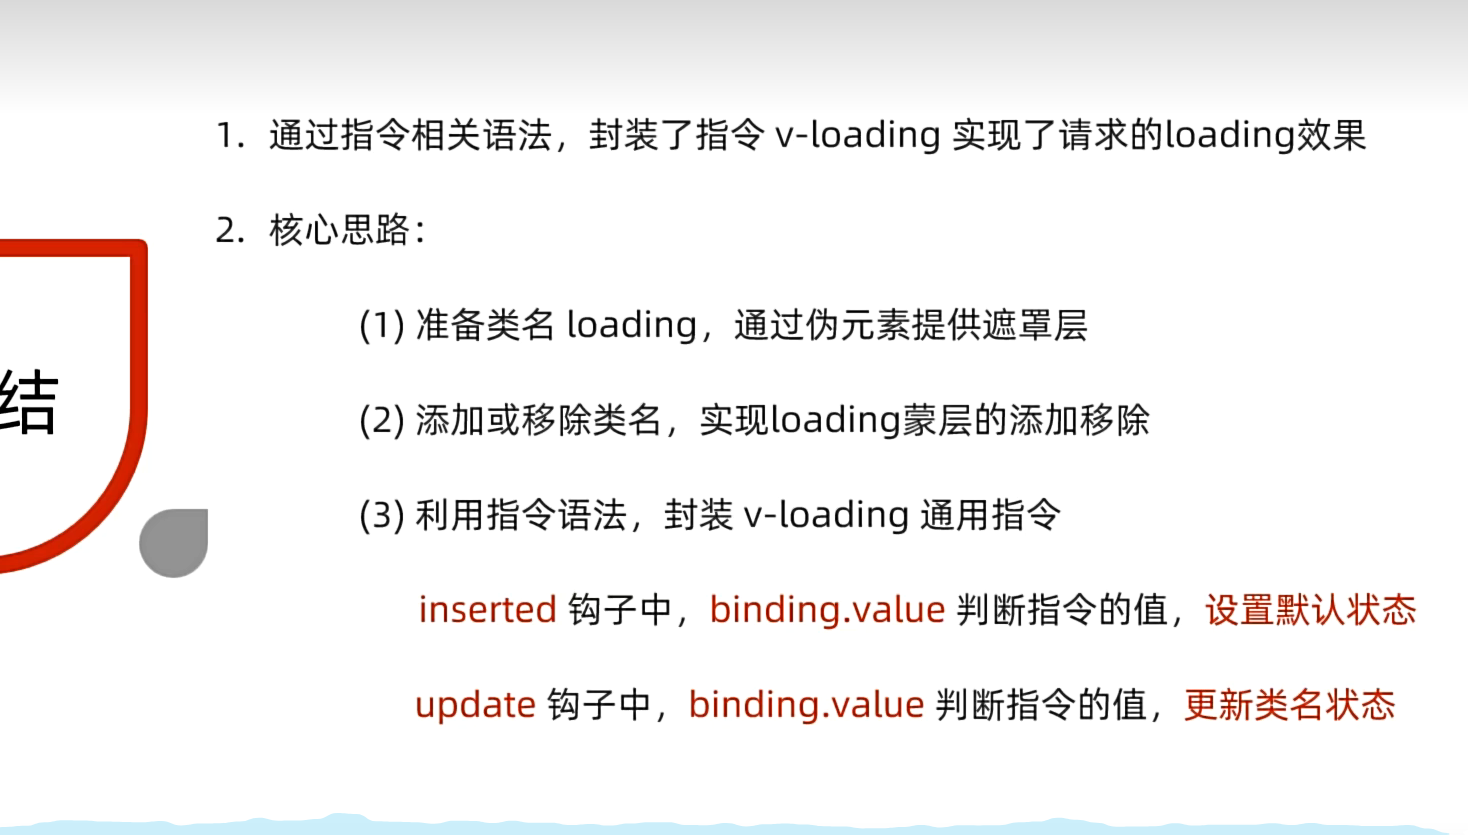 1. 通过指令相关语法，封装了指令 v-loading 实现了请求的loading效果
2. 核心思路：
(1) 准备类名 loading，通过伪元素提供遮罩层
结
(2) 添加或移除类名，实现loading蒙层的添加移除
(3) 利用指令语法，封装 v-loading 通用指令
inserted 钩子中，binding.value 判断指令的值，设置默认状态
update 钩子中，binding.value 判断指令的值，更新类名状态